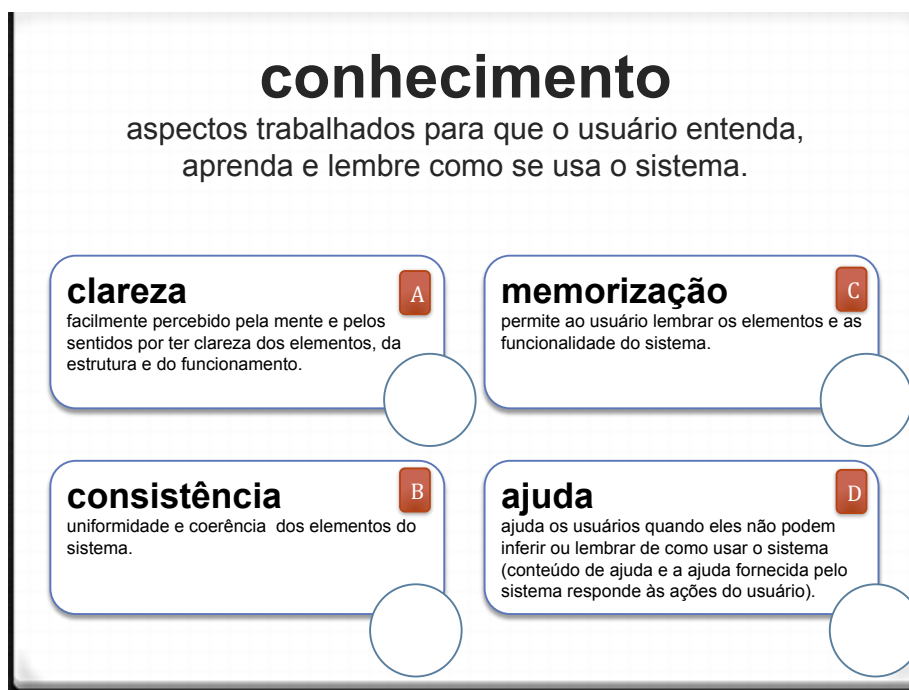 conhecimento
aspectos trabalhados para que o usuário entenda,
aprenda e lembre como se usa o sistema.
clareza
A
facilmente percebido pela mente e pelos
sentidos por ter clareza dos elementos, da
estrutura e do funcionamento.
memorização
C
permite ao usuário lembrar os elementos e as
funcionalidade do sistema.
consistência
B
uniformidade e coerência dos elementos do
sistema.
ajuda
D
ajuda os usuários quando eles não podem
inferir ou lembrar de como usar o sistema
(conteúdo de ajuda e a ajuda fornecida pelo
sistema responde às ações do usuário).